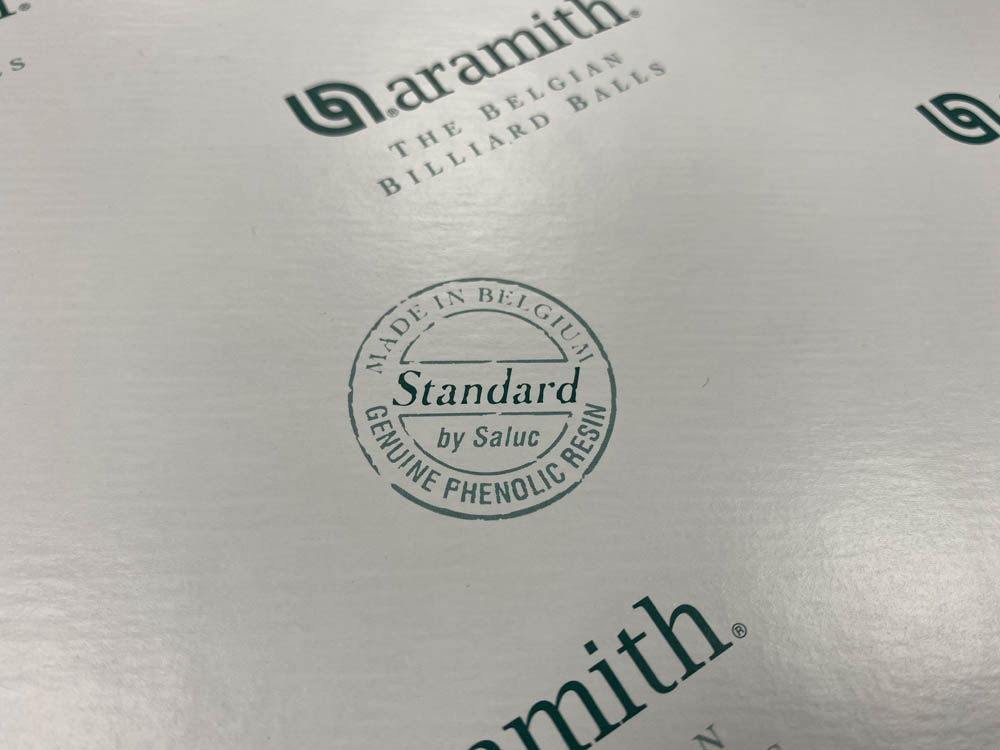 aramith®
THE BELGIAN
BILLIARD BALLS
MADE IN BELGIUM
Standard
by Saluc
GENUINE PHENOLIC RESIN
aramith®